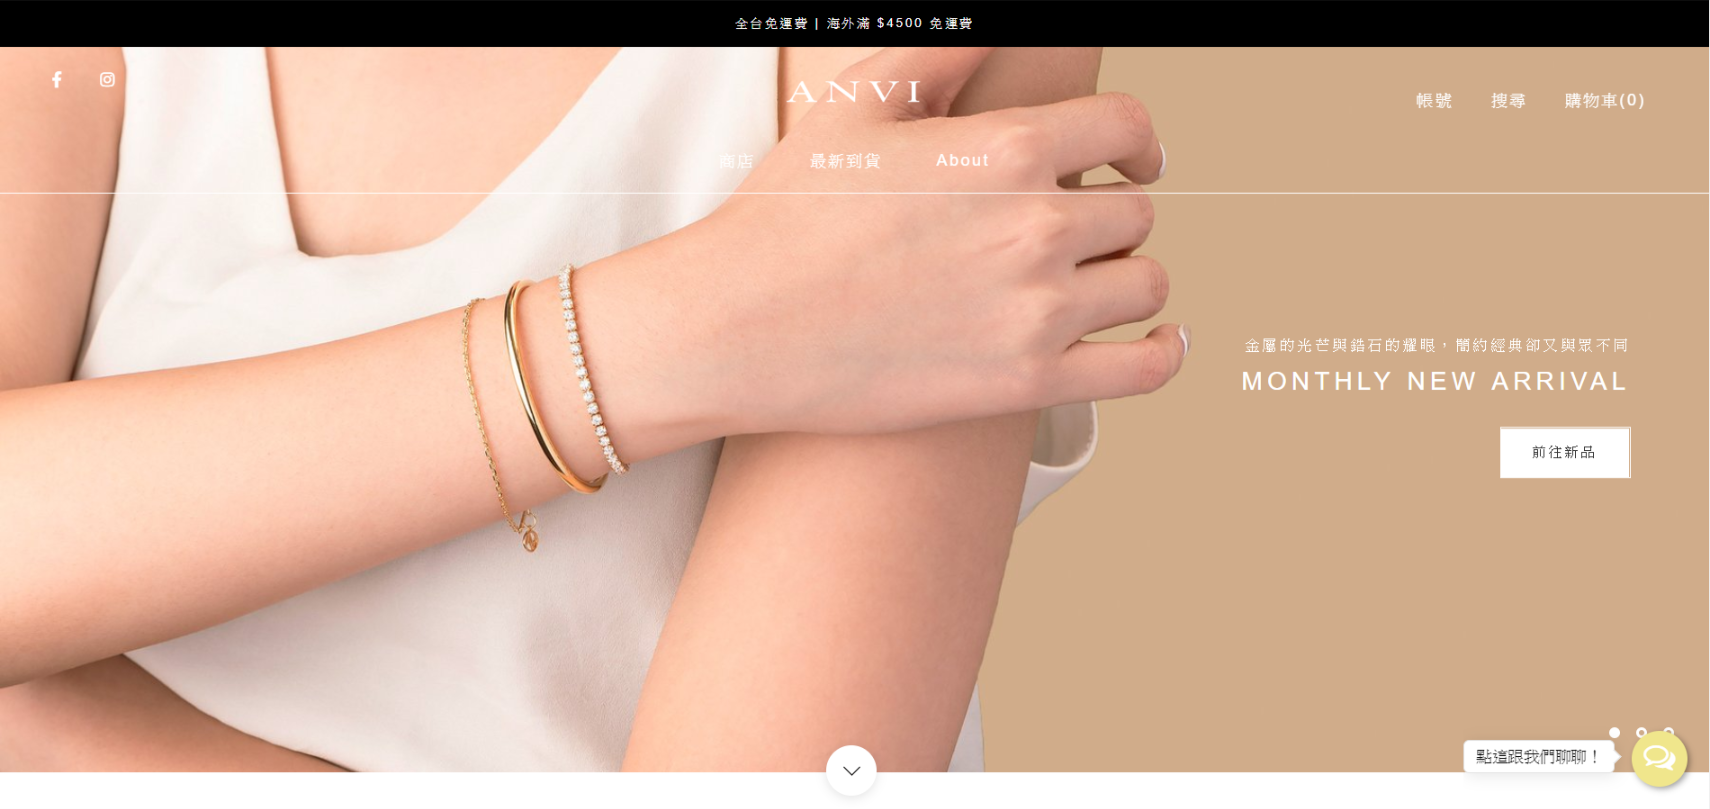 全台免運費 | 海外滿 $4500 免運費
ANVI
帳號 搜尋 購物車(0)
商店 最新到貨 About
金屬的光芒與鋯石的耀眼，簡約經典卻又與眾不同
MONTHLY NEW ARRIVAL
前往新品
點這跟我們聊聊！